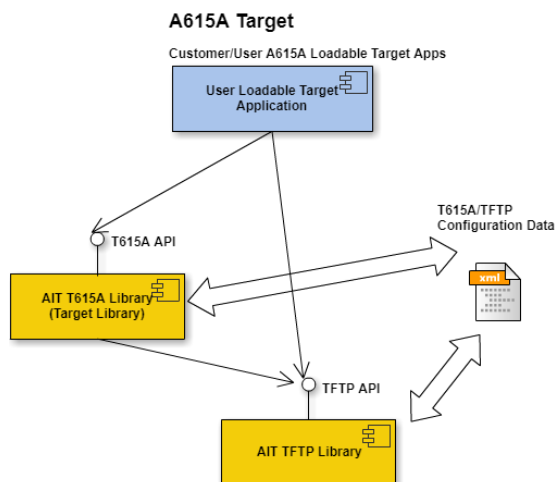 A615A Target
Customer/User A615A Loadable Target Apps
User Loadable Target
Application
T615A/TFTP
Configuration Data
T615A API
xml
AIT T615A Library
(Target Library)
TFTP API
AIT TFTP Library